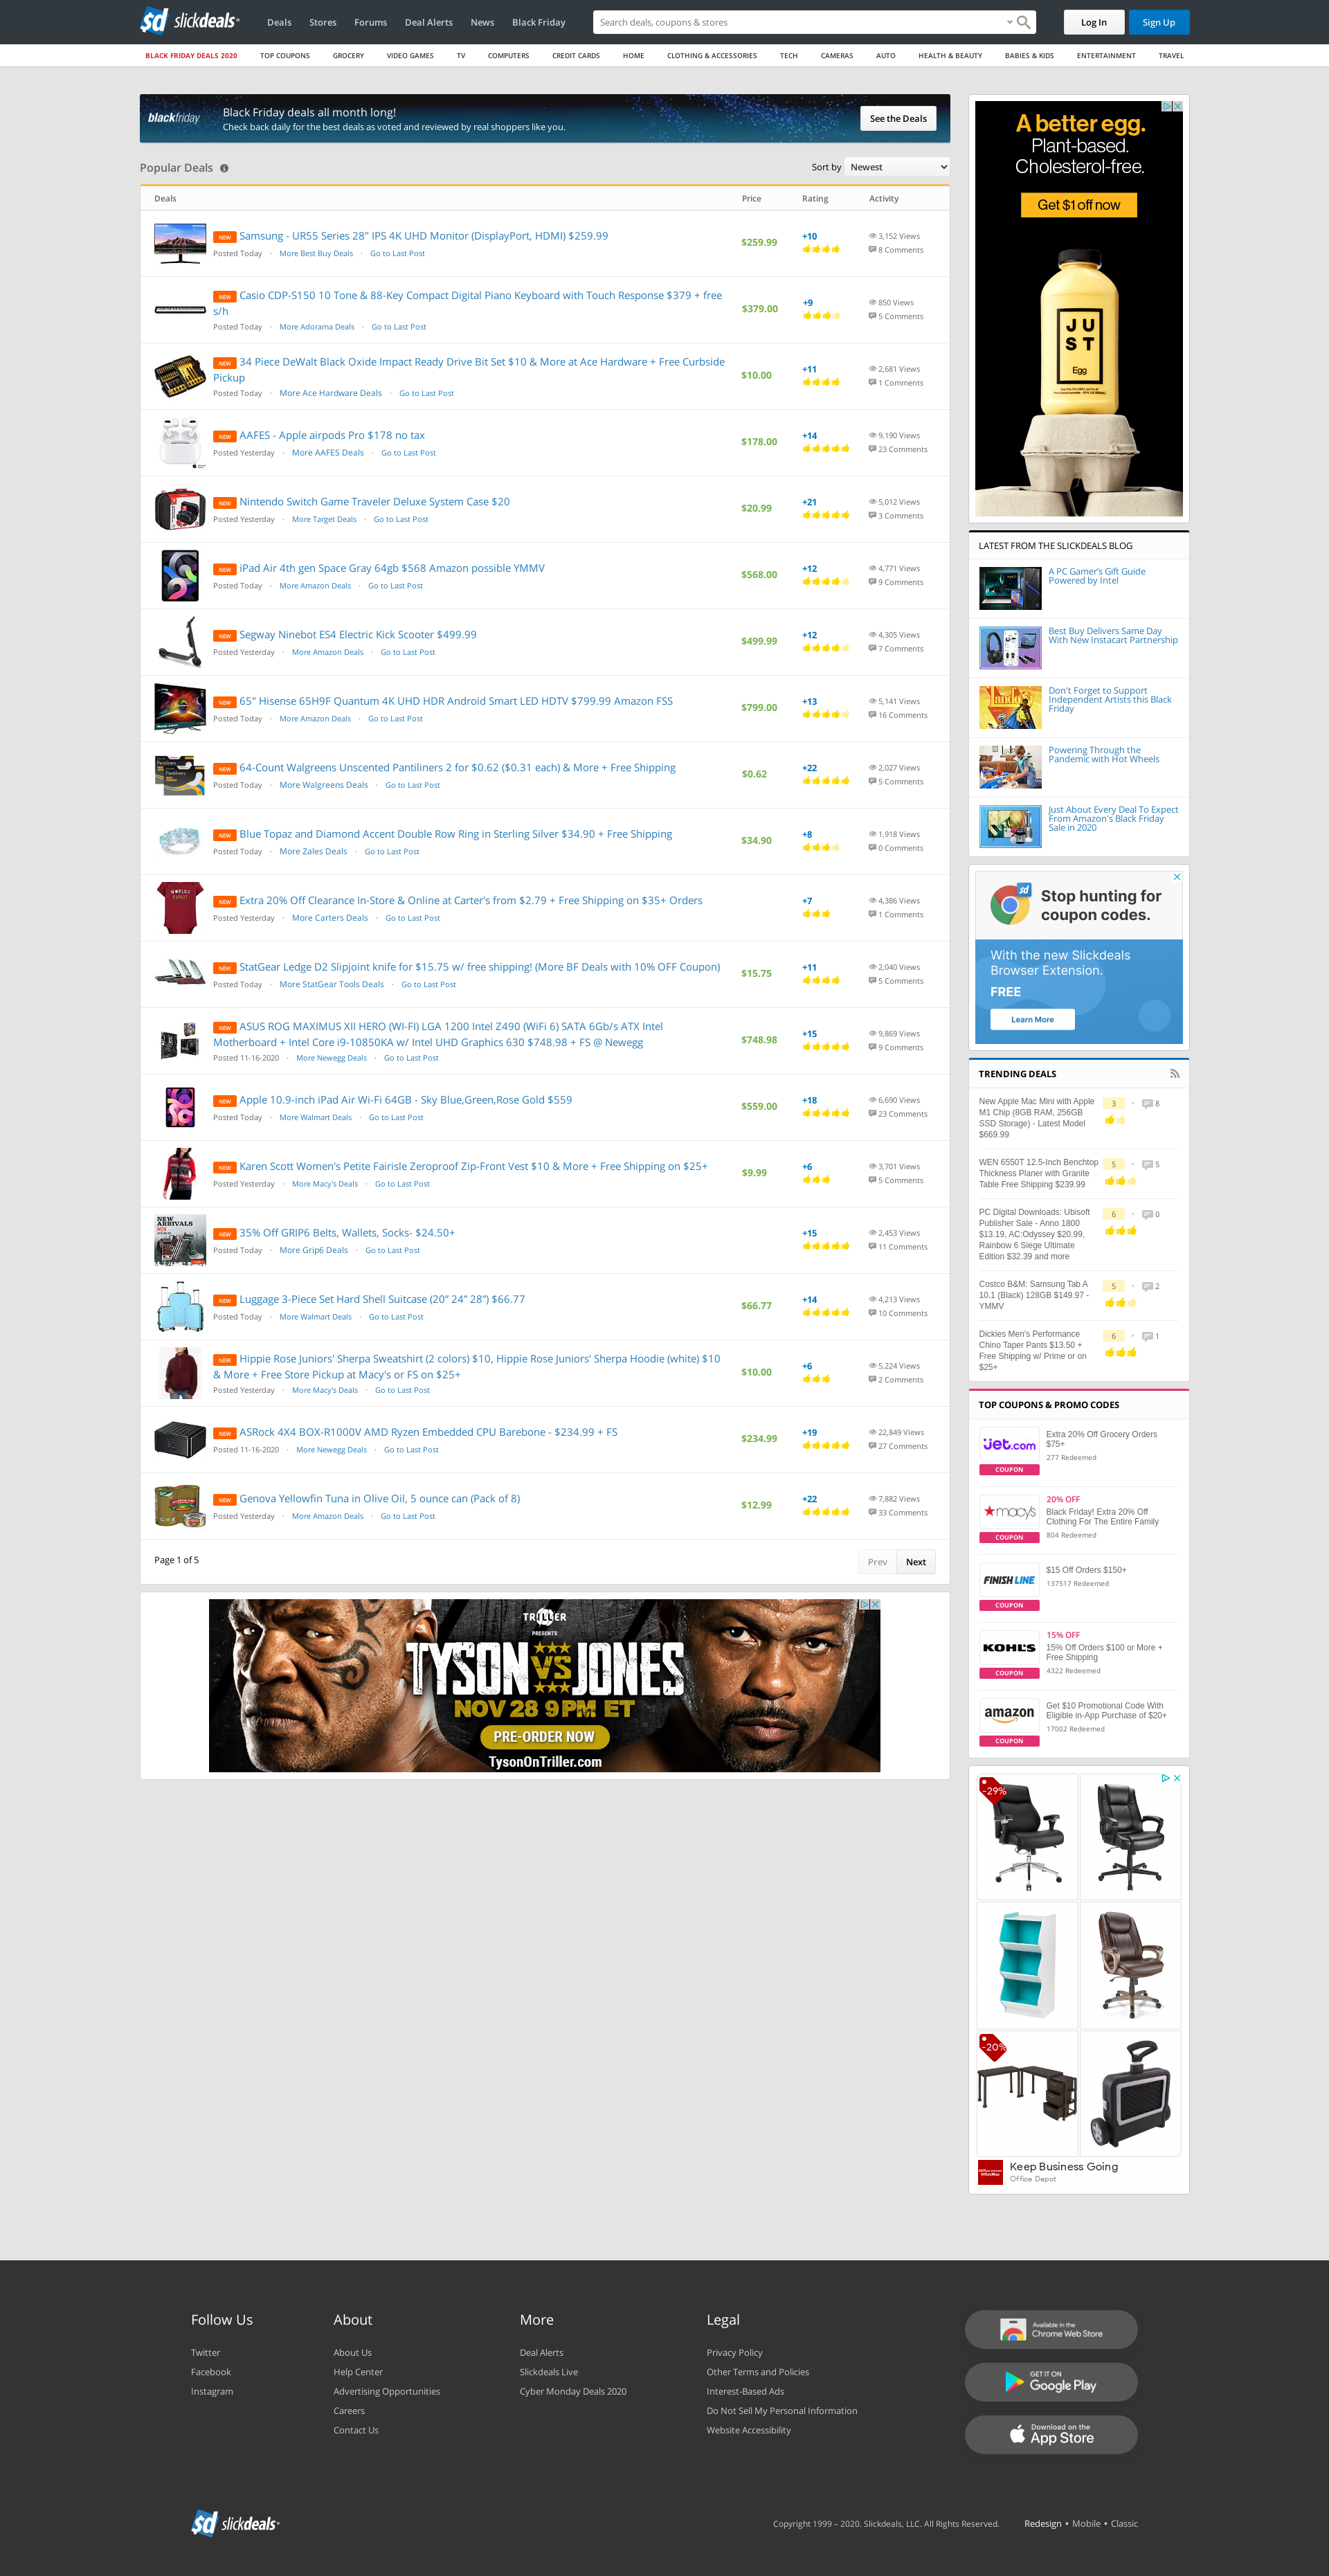 slickdeals
Deals Stores Forums Deal Alerts News Black Friday
Search deals, coupons & stores
Log In Sign Up
BLACK FRIDAY DEALS 2020 TOP COUPONS GROCERY VIDEO GAMES TV COMPUTERS CREDIT CARDS HOME CLOTHING & ACCESSORIES TECH CAMERAS AUTO HEALTH & BEAUTY BABIES & KIDS ENTERTAINMENT TRAVEL
blackfriday
Black Friday deals all month long!
Check back daily for the best deals as voted and reviewed by real shoppers like you.
See the Deals
Popular Deals
Sort by Newest
Deals Price Rating Activity
NEW Samsung - UR55 Series 28" IPS 4K UHD Monitor (DisplayPort, HDMI) $259.99
Posted Today · More Best Buy Deals · Go to Last Post
$259.99
+10
3,152 Views
8 Comments
NEW Casio CDP-S150 10 Tone & 88-Key Compact Digital Piano Keyboard with Touch Response $379 + free
s/h
Posted Today · More Adorama Deals · Go to Last Post
$379.00
+9
850 Views
5 Comments
NEW 34 Piece DeWalt Black Oxide Impact Ready Drive Bit Set $10 & More at Ace Hardware + Free Curbside
Pickup
Posted Today · More Ace Hardware Deals · Go to Last Post
$10.00
+11
2,681 Views
1 Comments
NEW AAFES - Apple airpods Pro $178 no tax
Posted Yesterday · More AAFES Deals · Go to Last Post
$178.00
+14
9,190 Views
23 Comments
NEW Nintendo Switch Game Traveler Deluxe System Case $20
Posted Yesterday · More Target Deals · Go to Last Post
$20.99
+21
5,012 Views
3 Comments
NEW iPad Air 4th gen Space Gray 64gb $568 Amazon possible YMMV
Posted Today · More Amazon Deals · Go to Last Post
$568.00
+12
4,771 Views
9 Comments
NEW Segway Ninebot ES4 Electric Kick Scooter $499.99
Posted Yesterday · More Amazon Deals · Go to Last Post
$499.99
+12
4,305 Views
7 Comments
NEW 65" Hisense 65H9F Quantum 4K UHD HDR Android Smart LED HDTV $799.99 Amazon FSS
Posted Today · More Amazon Deals · Go to Last Post
$799.00
+13
5,141 Views
16 Comments
NEW 64-Count Walgreens Unscented Pantiliners 2 for $0.62 ($0.31 each) & More + Free Shipping
Posted Today · More Walgreens Deals · Go to Last Post
$0.62
+22
2,027 Views
5 Comments
NEW Blue Topaz and Diamond Accent Double Row Ring in Sterling Silver $34.90 + Free Shipping
Posted Today · More Zales Deals · Go to Last Post
$34.90
+8
1,918 Views
0 Comments
NEW Extra 20% Off Clearance In-Store & Online at Carter's from $2.79 + Free Shipping on $35+ Orders
Posted Yesterday · More Carters Deals · Go to Last Post
+7
4,386 Views
1 Comments
NEW StatGear Ledge D2 Slipjoint knife for $15.75 w/ free shipping! (More BF Deals with 10% OFF Coupon)
Posted Today · More StatGear Tools Deals · Go to Last Post
$15.75
+11
2,040 Views
5 Comments
NEW ASUS ROG MAXIMUS XII HERO (WI-FI) LGA 1200 Intel Z490 (WiFi 6) SATA 6Gb/s ATX Intel
Motherboard + Intel Core i9-10850KA w/ Intel UHD Graphics 630 $748.98 + FS @ Newegg
Posted 11-16-2020 · More Newegg Deals · Go to Last Post
$748.98
+15
9,869 Views
9 Comments
NEW Apple 10.9-inch iPad Air Wi-Fi 64GB - Sky Blue,Green,Rose Gold $559
Posted Today · More Walmart Deals · Go to Last Post
$559.00
+18
6,690 Views
23 Comments
NEW Karen Scott Women's Petite Fairisle Zeroproof Zip-Front Vest $10 & More + Free Shipping on $25+
Posted Yesterday · More Macy's Deals · Go to Last Post
$9.99
+6
3,701 Views
5 Comments
NEW 35% Off GRIP6 Belts, Wallets, Socks- $24.50+
Posted Today · More Grip6 Deals · Go to Last Post
+15
2,453 Views
11 Comments
NEW Luggage 3-Piece Set Hard Shell Suitcase (20” 24” 28”) $66.77
Posted Today · More Walmart Deals · Go to Last Post
$66.77
+14
4,213 Views
10 Comments
NEW Hippie Rose Juniors' Sherpa Sweatshirt (2 colors) $10, Hippie Rose Juniors' Sherpa Hoodie (white) $10
& More + Free Store Pickup at Macy's or FS on $25+
Posted Yesterday · More Macy's Deals · Go to Last Post
$10.00
+6
5,224 Views
2 Comments
NEW ASRock 4X4 BOX-R1000V AMD Ryzen Embedded CPU Barebone - $234.99 + FS
Posted 11-16-2020 · More Newegg Deals · Go to Last Post
$234.99
+19
22,849 Views
27 Comments
NEW Genova Yellowfin Tuna in Olive Oil, 5 ounce can (Pack of 8)
Posted Yesterday · More Amazon Deals · Go to Last Post
$12.99
+22
7,882 Views
33 Comments
Page 1 of 5
Prev Next
TRILLER
PRESENTS
TYSON VS JONES
NOV 28 9PM ET
PRE-ORDER NOW
TysonOnTriller.com
A better egg.
Plant-based.
Cholesterol-free.
Get $1 off now
JUST
Egg
LATEST FROM THE SLICKDEALS BLOG
A PC Gamer's Gift Guide
Powered by Intel
Best Buy Delivers Same Day
With New Instacart Partnership
Don't Forget to Support
Independent Artists this Black
Friday
Powering Through the
Pandemic with Hot Wheels
Just About Every Deal To Expect
From Amazon's Black Friday
Sale in 2020
Stop hunting for
coupon codes.
With the new Slickdeals
Browser Extension.
FREE
Learn More
TRENDING DEALS
New Apple Mac Mini with Apple
M1 Chip (8GB RAM, 256GB
SSD Storage) - Latest Model
$669.99
3 · 8
WEN 6550T 12.5-Inch Benchtop
Thickness Planer with Granite
Table Free Shipping $239.99
5 · 5
PC Digital Downloads: Ubisoft
Publisher Sale - Anno 1800
$13.19, AC:Odyssey $20.99,
Rainbow 6 Siege Ultimate
Edition $32.39 and more
6 · 0
Costco B&M: Samsung Tab A
10.1 (Black) 128GB $149.97 -
YMMV
5 · 2
Dickies Men's Performance
Chino Taper Pants $13.50 +
Free Shipping w/ Prime or on
$25+
6 · 1
TOP COUPONS & PROMO CODES
jet.com
COUPON
Extra 20% Off Grocery Orders
$75+
277 Redeemed
macy's
COUPON
20% OFF
Black Friday! Extra 20% Off
Clothing For The Entire Family
804 Redeemed
FINISH LINE
COUPON
$15 Off Orders $150+
137517 Redeemed
KOHL'S
COUPON
15% OFF
15% Off Orders $100 or More +
Free Shipping
4322 Redeemed
amazon
COUPON
Get $10 Promotional Code With
Eligible in-App Purchase of $20+
17002 Redeemed
-29%
-20%
Keep Business Going
Office Depot
Follow Us
Twitter
Facebook
Instagram
About
About Us
Help Center
Advertising Opportunities
Careers
Contact Us
More
Deal Alerts
Slickdeals Live
Cyber Monday Deals 2020
Legal
Privacy Policy
Other Terms and Policies
Interest-Based Ads
Do Not Sell My Personal Information
Website Accessibility
Available in the
Chrome Web Store
GET IT ON
Google Play
Download on the
App Store
slickdeals
Copyright 1999 – 2020. Slickdeals, LLC. All Rights Reserved.
Redesign • Mobile • Classic